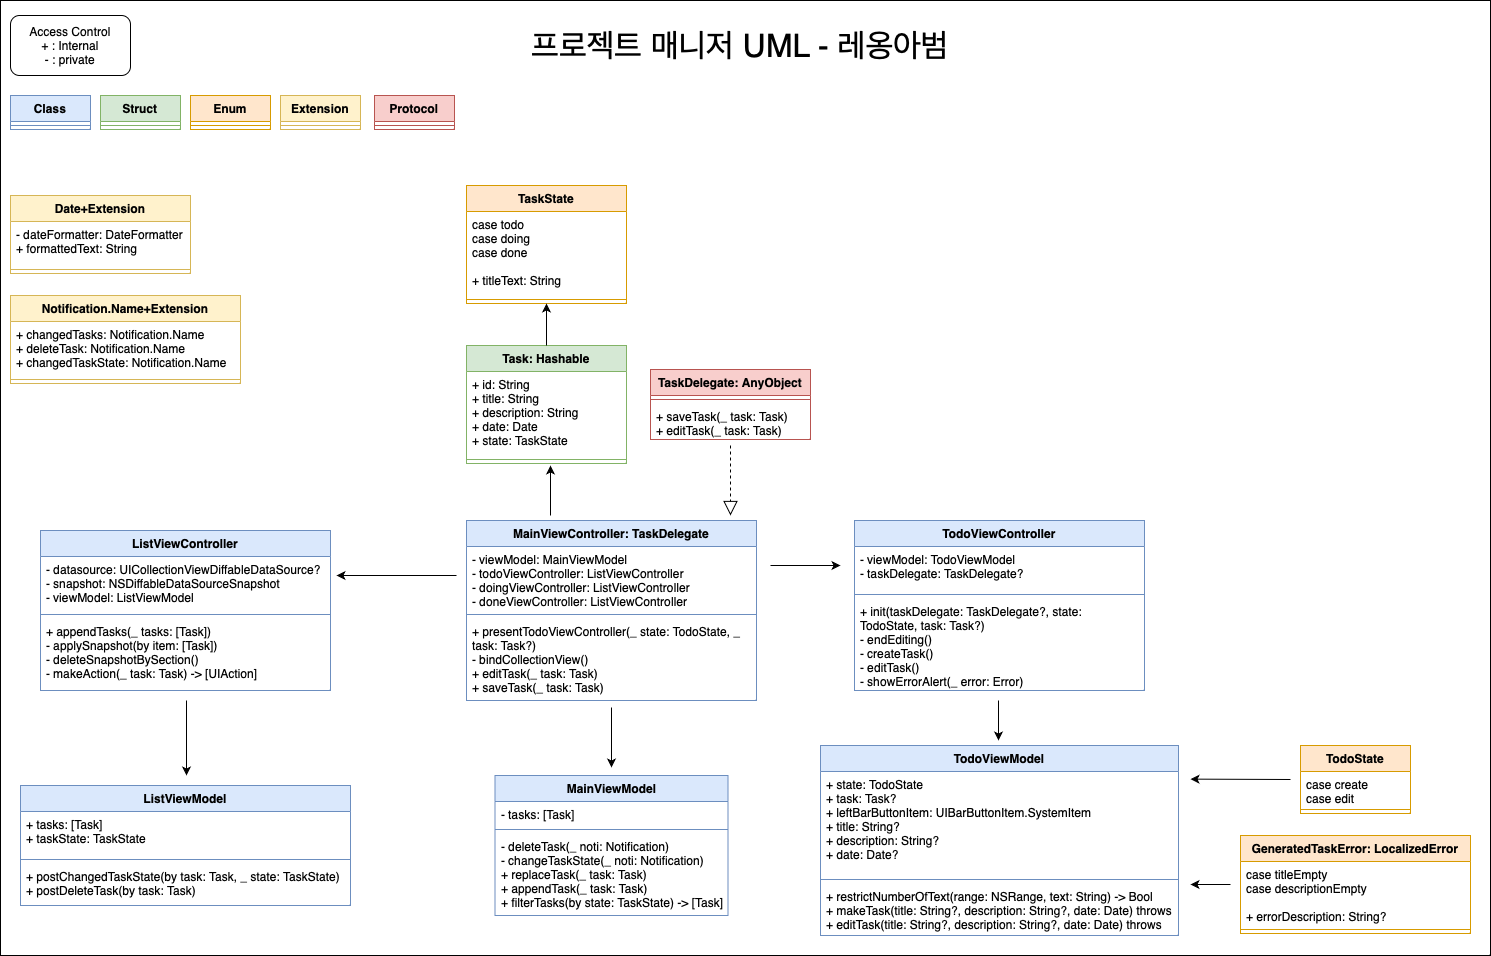 Access Control
+ : Internal
- : private
프로젝트 매니저 UML - 레옹아범
Class
Struct
Enum
Extension
Protocol
Date+Extension
- dateFormatter: DateFormatter
+ formattedText: String
Notification.Name+Extension
+ changedTasks: Notification.Name
+ deleteTask: Notification.Name
+ changedTaskState: Notification.Name
TaskState
case todo
case doing
case done
+ titleText: String
Task: Hashable
+ id: String
+ title: String
+ description: String
+ date: Date
+ state: TaskState
TaskDelegate: AnyObject
+ saveTask(_ task: Task)
+ editTask(_ task: Task)
ListViewController
- datasource: UICollectionViewDiffableDataSource?
- snapshot: NSDiffableDataSourceSnapshot
- viewModel: ListViewModel
+ appendTasks(_ tasks: [Task])
- applySnapshot(by item: [Task])
- deleteSnapshotBySection()
- makeAction(_ task: Task) -> [UIAction]
MainViewController: TaskDelegate
- viewModel: MainViewModel
- todoViewController: ListViewController
- doingViewController: ListViewController
- doneViewController: ListViewController
+ presentTodoViewController(_ state: TodoState, _
task: Task?)
- bindCollectionView()
+ editTask(_ task: Task)
+ saveTask(_ task: Task)
TodoViewController
- viewModel: TodoViewModel
- taskDelegate: TaskDelegate?
+ init(taskDelegate: TaskDelegate?, state:
TodoState, task: Task?)
- endEditing()
- createTask()
- editTask()
- showErrorAlert(_ error: Error)
ListViewModel
+ tasks: [Task]
+ taskState: TaskState
+ postChangedTaskState(by task: Task, _ state: TaskState)
+ postDeleteTask(by task: Task)
MainViewModel
- tasks: [Task]
- deleteTask(_ noti: Notification)
- changeTaskState(_ noti: Notification)
+ replaceTask(_ task: Task)
+ appendTask(_ task: Task)
+ filterTasks(by state: TaskState) -> [Task]
TodoViewModel
+ state: TodoState
+ task: Task?
+ leftBarButtonItem: UIBarButtonItem.SystemItem
+ title: String?
+ description: String?
+ date: Date?
+ restrictNumberOfText(range: NSRange, text: String) -> Bool
+ makeTask(title: String?, description: String?, date: Date) throws
+ editTask(title: String?, description: String?, date: Date) throws
TodoState
case create
case edit
GeneratedTaskError: LocalizedError
case titleEmpty
case descriptionEmpty
+ errorDescription: String?